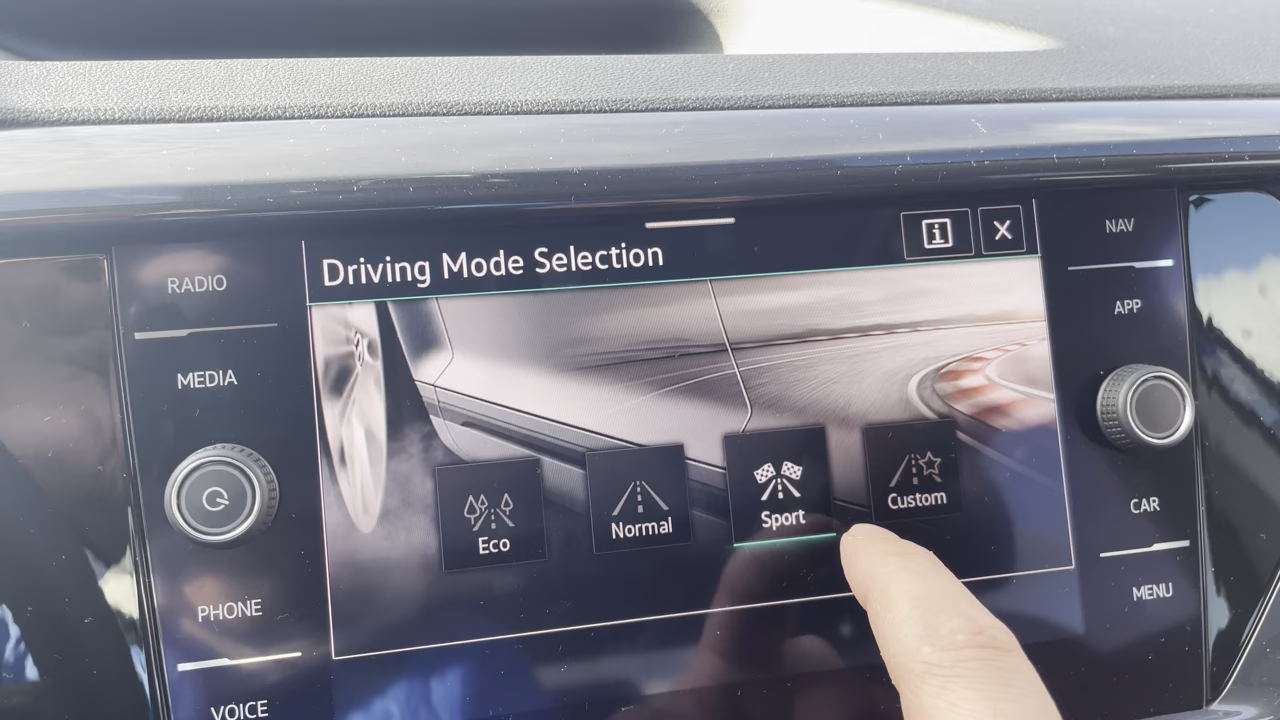 Driving Mode Selection
RADIO
MEDIA
PHONE
VOICE
Eco
Normal
Sport
Custom
NAV
APP
CAR
MENU